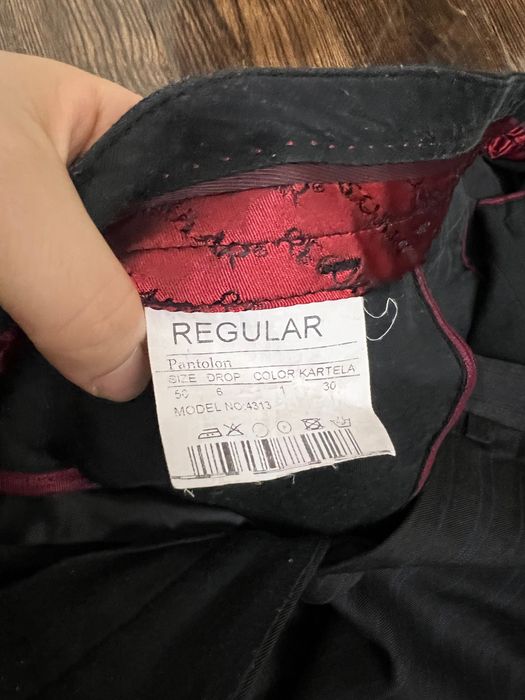 REGULAR
Pantolon
SIZE DROP COLOR KARTELA
50 6 1 30
MODEL NO:4313